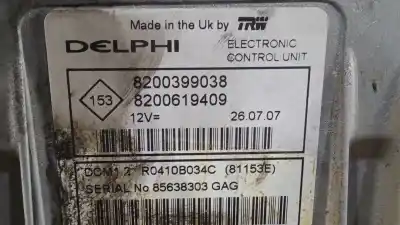 Made in the Uk by TRW
DELPHI
ELECTRONIC
CONTROL UNIT
153
8200399038
8200619409
12V=
26.07.07
DCM1.2 R0410B034C (81153E)
SERIAL No 85638303 GAG